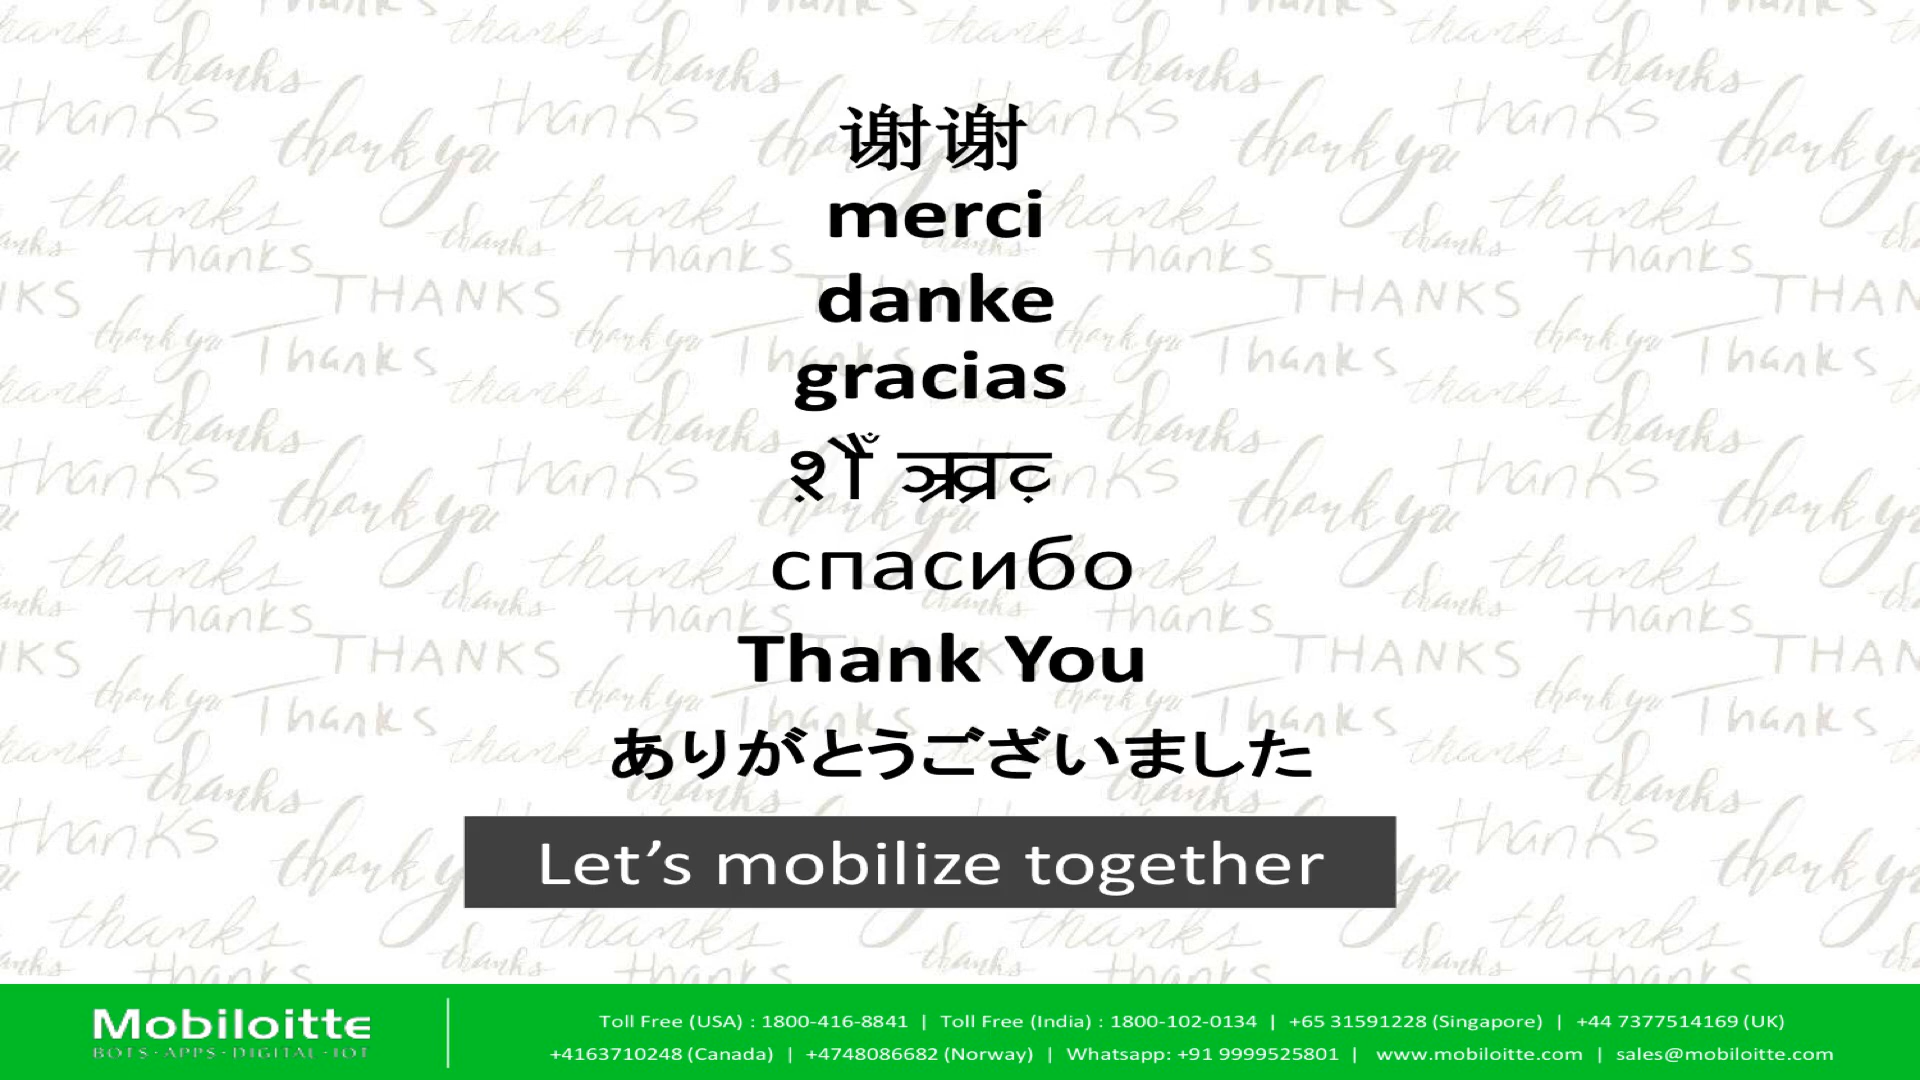 谢谢
merci
danke
gracias
спасибо
Thank You
ありがとうございました
Let’s mobilize together
Mobiloitte
BOTS · APPS · DIGITAL · IOT
Toll Free (USA) : 1800-416-8841 | Toll Free (India) : 1800-102-0134 | +65 31591228 (Singapore) | +44 7377514169 (UK)
+4163710248 (Canada) | +4748086682 (Norway) | Whatsapp: +91 9999525801 | www.mobiloitte.com | sales@mobiloitte.com